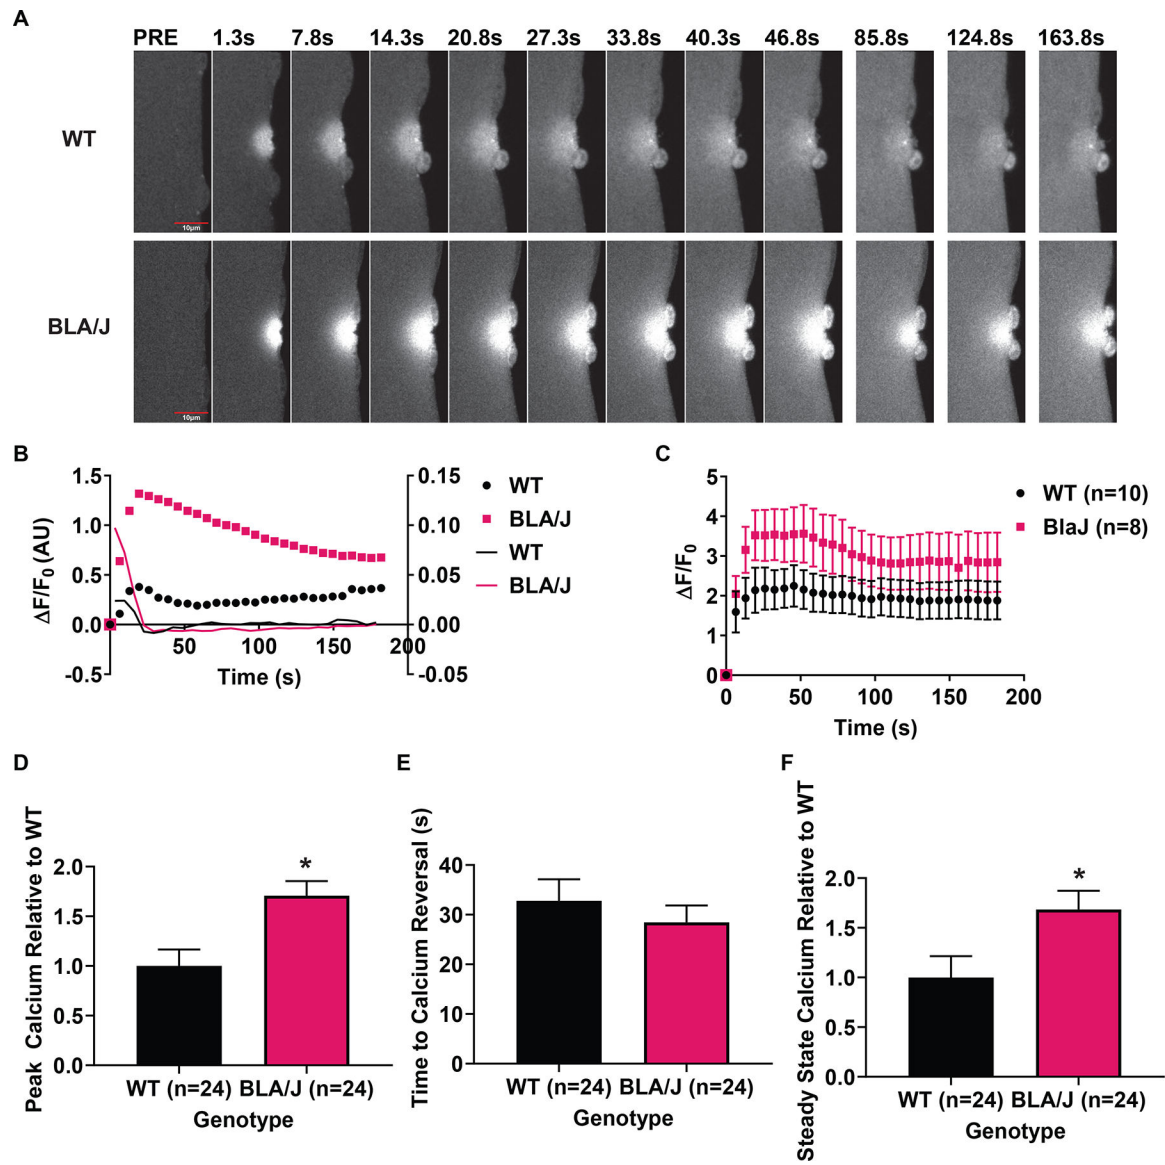 A
PRE 1.3s 7.8s 14.3s 20.8s 27.3s 33.8s 40.3s 46.8s 85.8s 124.8s 163.8s
WT
10µm
BLA/J
10µm
B
ΔF/F0 (AU)
1.5
1.0
0.5
0.0
-0.5
50 100 150 200
Time (s)
0.15
0.10
0.05
0.00
-0.05
WT
BLA/J
WT
BLA/J
C
ΔF/F0
5
4
3
2
1
0
0 50 100 150 200
Time (s)
WT (n=10)
BlaJ (n=8)
D
Peak Calcium Relative to WT
2.0
1.5
1.0
0.5
0.0
*
WT (n=24) BLA/J (n=24)
Genotype
E
Time to Calcium Reversal (s)
40
30
20
10
0
WT (n=24) BLA/J (n=24)
Genotype
F
Steady State Calcium Relative to WT
2.0
1.5
1.0
0.5
0.0
*
WT (n=24) BLA/J (n=24)
Genotype